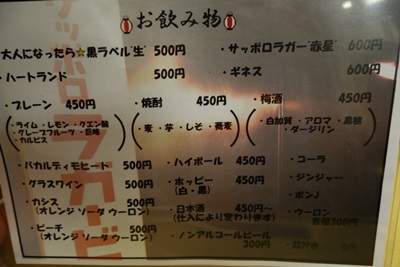 お飲み物
大人になったら☆黒ラベル"生" 500円
・サッポロラガー"赤星" 600円
・ハートランド 500円
・ギネス 600円
・プレーン 450円
・焼酎 450円
・梅酒 450円
・ライム・レモン・クエン酸
・グレープフルーツ・巨峰
・カルピス
・麦・芋・しそ・蕎麦
・白加賀・アロマ・黒糖
・ダージリン
・バカルディモヒート 500円
・ハイボール 450円
・コーラ
・グラスワイン 500円
・ホッピー 450円
(白・黒)
・ジンジャー
・カシス 500円
(オレンジ ソーダ ウーロン)
・日本酒 450円~
(仕入により変わります)
・ポンJ
・ウーロン
各種300円
・ピーチ 500円
(オレンジ ソーダ ウーロン)
・ノンアルコールビール
300円
0円